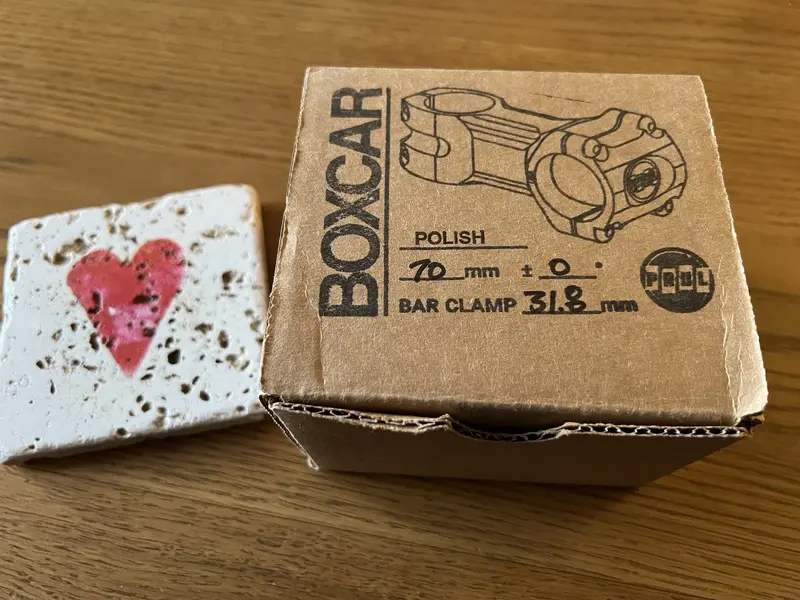 BOXCAR
POLISH
70 mm ± 0 °
BAR CLAMP 31.8 mm
PAUL